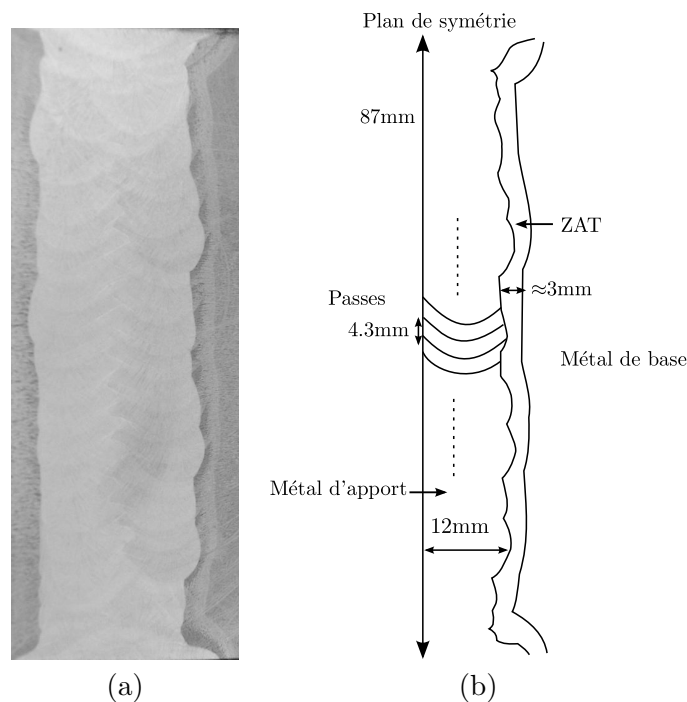 Plan de symétrie
87mm
ZAT
≈3mm
Passes
4.3mm
Métal de base
Métal d'apport
12mm
(a)
(b)